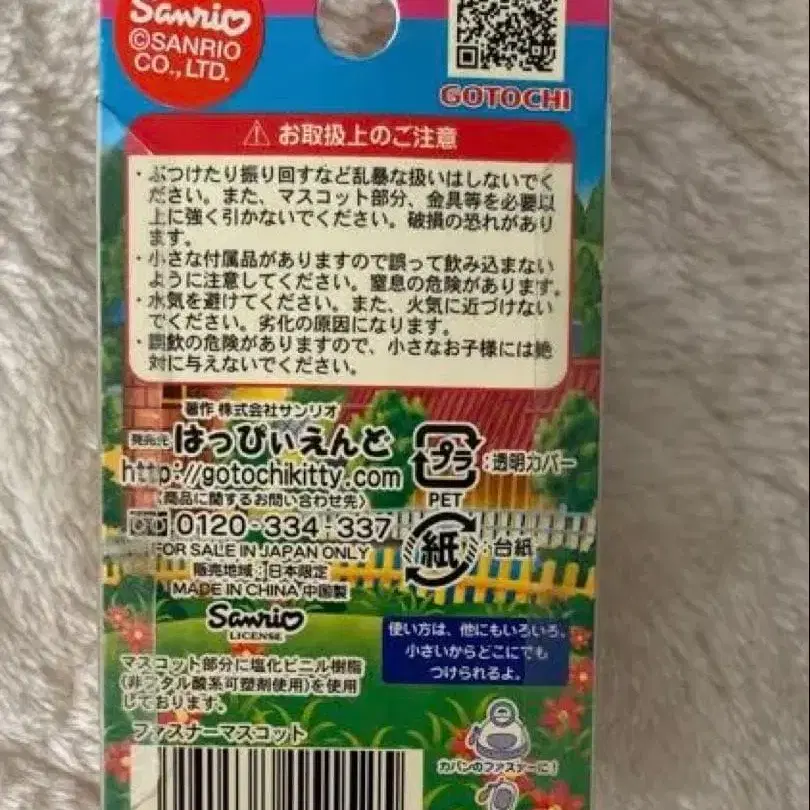 Sanrio
©SANRIO
CO., LTD.
GOTOCHI
⚠ お取扱上のご注意
・ぶつけたり振り回すなど乱暴な扱いはしないでく
ださい。また、マスコット部分、金具等を必要以
上に強く引かないでください。破損の恐れがあり
ます。
・小さな付属品がありますので誤って飲み込まない
ように注意してください。窒息の危険があります。
・水気を避けてください。また、火気に近づけない
でください。劣化の原因になります。
・誤飲の危険がありますので、小さなお子様には絶
対に与えないでください。
著作 株式会社サンリオ
発売元 はっぴぃえんど
http://gotochikitty.com
〈商品に関するお問い合わせ先〉
0120-334-337
FOR SALE IN JAPAN ONLY
販売地域：日本限定
MADE IN CHINA 中国製
Sanrio
LICENSE
プラ :透明カバー
PET
紙 :台紙
使い方は、他にもいろいろ。
小さいからどこにでも
つけられるよ。
マスコット部分に塩化ビニル樹脂
(非フタル酸系可塑剤使用)を使用
しております。
ファスナーマスコット
カバンのファスナーに！